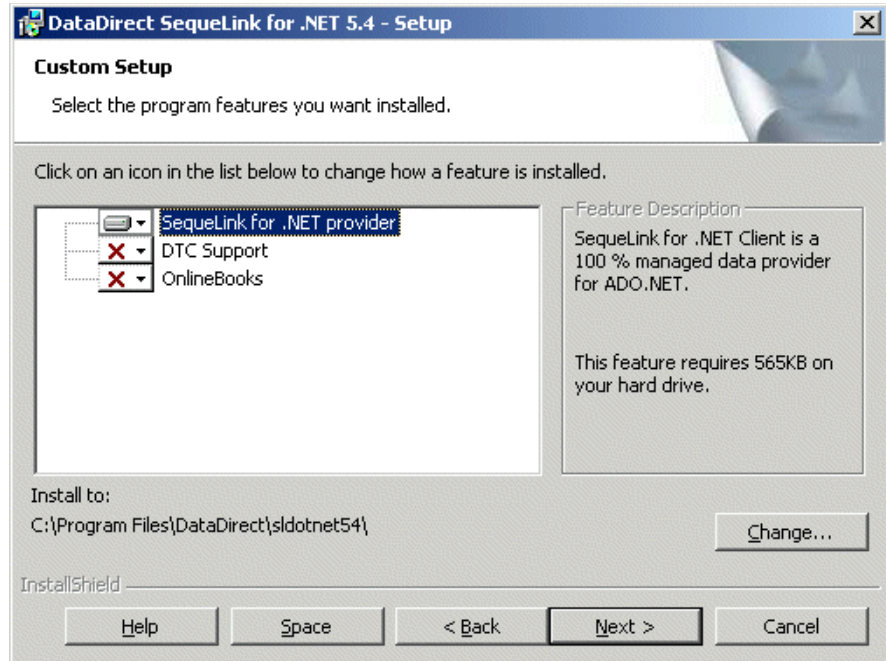 DataDirect SequeLink for .NET 5.4 - Setup
Custom Setup
Select the program features you want installed.
Click on an icon in the list below to change how a feature is installed.
SequeLink for .NET provider
DTC Support
OnlineBooks
Feature Description
SequeLink for .NET Client is a
100 % managed data provider
for ADO.NET.
This feature requires 565KB on
your hard drive.
Install to:
C:\Program Files\DataDirect\sldotnet54\
Change...
InstallShield
Help
Space
< Back
Next >
Cancel